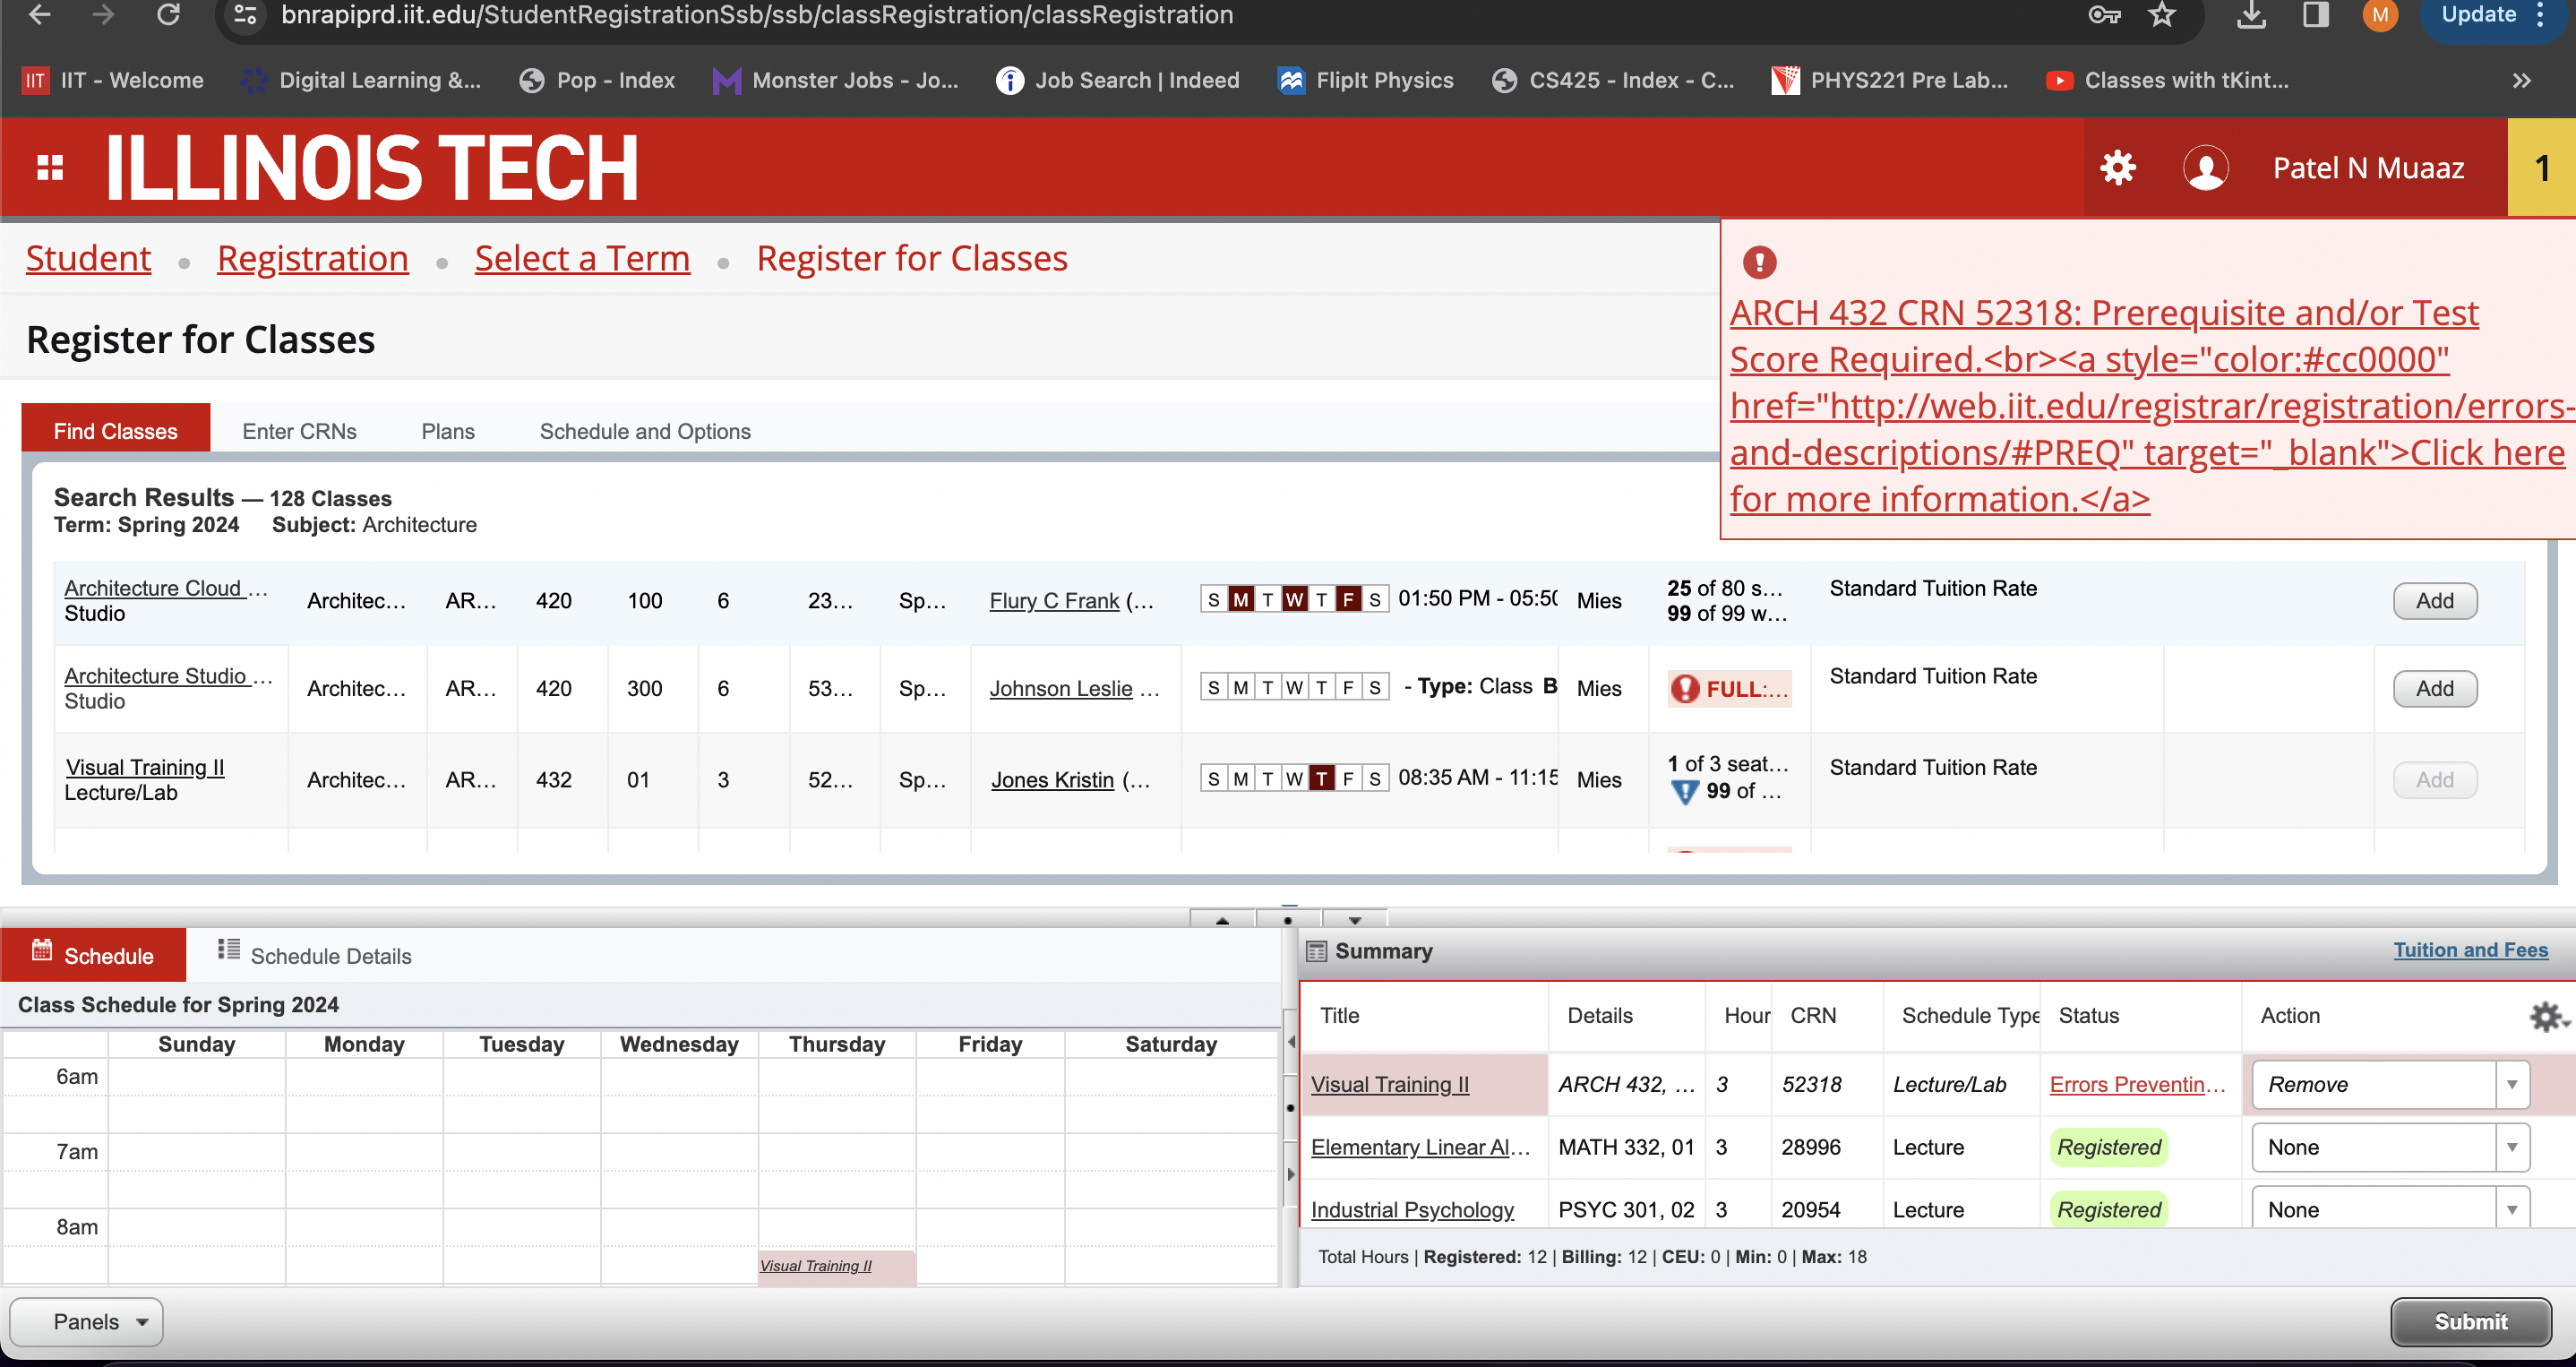 bnrapiprd.iit.edu/StudentRegistrationSsb/ssb/classRegistration/classRegistration
M
Update
IIT IIT - Welcome
Digital Learning &...
Pop - Index
Monster Jobs - Jo...
Job Search | Indeed
FlipIt Physics
CS425 - Index - C...
PHYS221 Pre Lab...
Classes with tKint...
ILLINOIS TECH
Patel N Muaaz
1
Student • Registration • Select a Term • Register for Classes
Register for Classes
ARCH 432 CRN 52318: Prerequisite and/or Test
Score Required.<br><a style="color:#cc0000"
href="http://web.iit.edu/registrar/registration/errors-
and-descriptions/#PREQ" target="_blank">Click here
for more information.</a>
Find Classes Enter CRNs Plans Schedule and Options
Search Results — 128 Classes
Term: Spring 2024 Subject: Architecture
Architecture Cloud ...
Studio
Architec... AR... 420 100 6 23... Sp... Flury C Frank (... S M T W T F S 01:50 PM - 05:50 Mies
25 of 80 s...
99 of 99 w...
Standard Tuition Rate
Add
Architecture Studio ...
Studio
Architec... AR... 420 300 6 53... Sp... Johnson Leslie ... S M T W T F S - Type: Class B Mies
FULL:...
Standard Tuition Rate
Add
Visual Training II
Lecture/Lab
Architec... AR... 432 01 3 52... Sp... Jones Kristin (... S M T W T F S 08:35 AM - 11:15 Mies
1 of 3 seat...
99 of ...
Standard Tuition Rate
Add
Schedule Schedule Details
Class Schedule for Spring 2024
Sunday Monday Tuesday Wednesday Thursday Friday Saturday
6am
7am
8am
Visual Training II
Summary Tuition and Fees
Title Details Hour CRN Schedule Type Status Action
Visual Training II ARCH 432, ... 3 52318 Lecture/Lab Errors Preventin... Remove
Elementary Linear Al... MATH 332, 01 3 28996 Lecture Registered None
Industrial Psychology PSYC 301, 02 3 20954 Lecture Registered None
Total Hours | Registered: 12 | Billing: 12 | CEU: 0 | Min: 0 | Max: 18
Panels
Submit